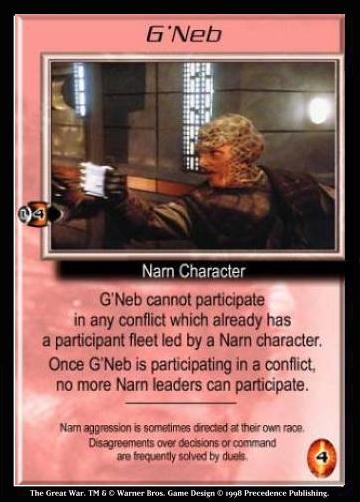 G'Neb
4
Narn Character
G'Neb cannot participate
in any conflict which already has
a participant fleet led by a Narn character.
Once G'Neb is participating in a conflict,
no more Narn leaders can participate.
Narn aggression is sometimes directed at their own race.
Disagreements over decisions or command
are frequently solved by duels.
4
The Great War. TM & © Warner Bros. Game Design © 1998 Precedence Publishing.